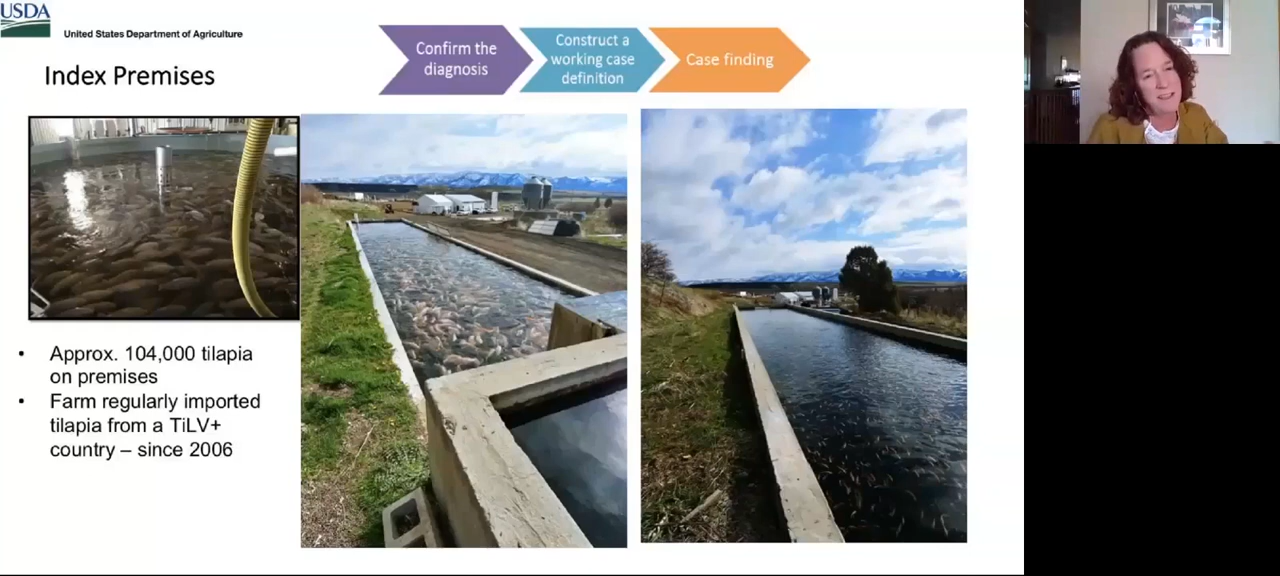 USDA
United States Department of Agriculture
Index Premises
Confirm the
diagnosis
Construct a
working case
definition
Case finding
• Approx. 104,000 tilapia
on premises
• Farm regularly imported
tilapia from a TiLV+
country – since 2006